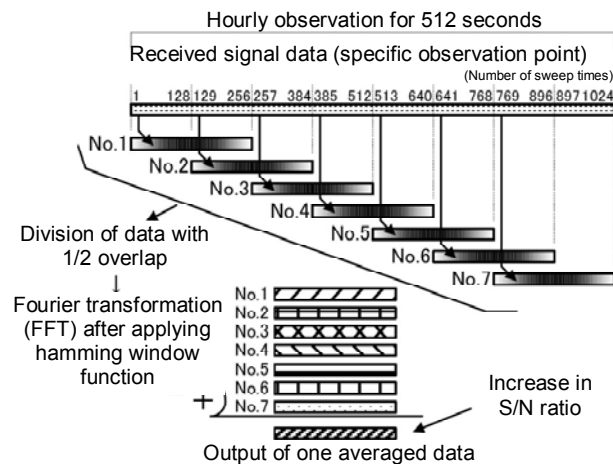 Hourly observation for 512 seconds
Received signal data (specific observation point)
(Number of sweep times)
1 128 129 256 257 384 385 512 513 640 641 768 769 896 897 1024
No.1
No.2
No.3
No.4
No.5
No.6
No.7
Division of data with
1/2 overlap
Fourier transformation
(FFT) after applying
hamming window
function
No.1
No.2
No.3
No.4
No.5
No.6
No.7
+
Increase in
S/N ratio
Output of one averaged data